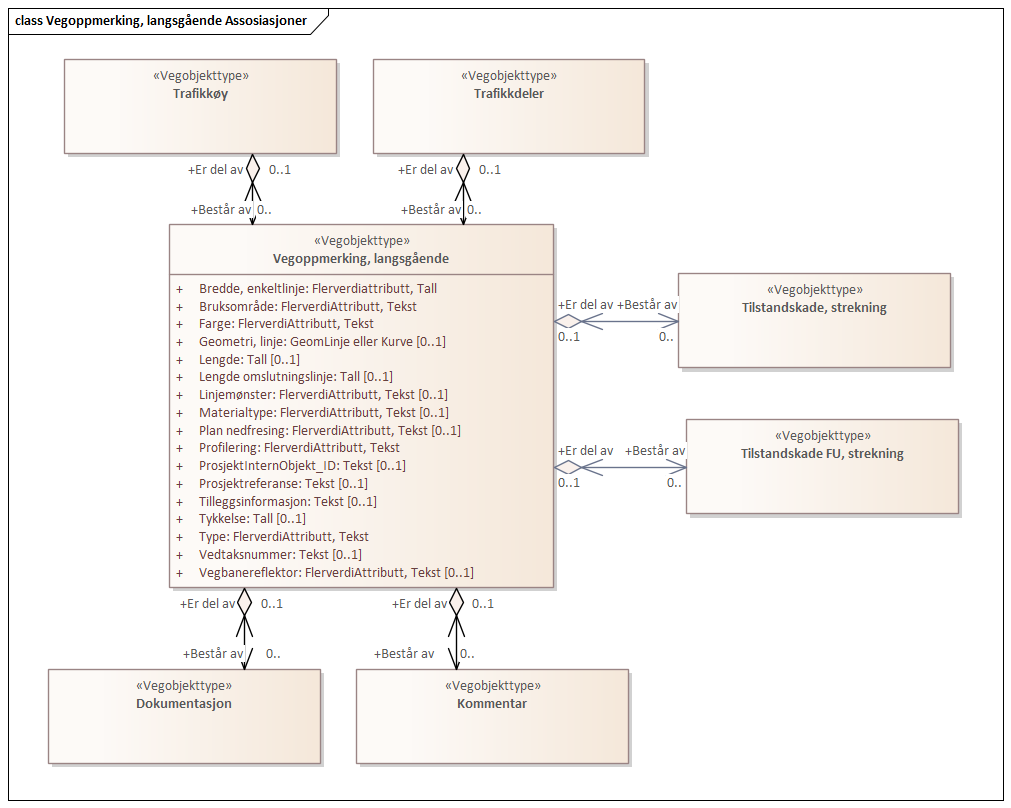 class Vegoppmerking, langsgående Assosiasjoner
«Vegobjekttype»
Trafikkøy
«Vegobjekttype»
Trafikkdeler
+Er del av 0..1
+Består av 0..
+Er del av 0..1
+Består av 0..
«Vegobjekttype»
Vegoppmerking, langsgående
+ Bredde, enkeltlinje: Flerverdiattributt, Tall
+ Bruksområde: FlerverdiAttributt, Tekst
+ Farge: FlerverdiAttributt, Tekst
+ Geometri, linje: GeomLinje eller Kurve [0..1]
+ Lengde: Tall [0..1]
+ Lengde omslutningslinje: Tall [0..1]
+ Linjemønster: FlerverdiAttributt, Tekst [0..1]
+ Materialtype: FlerverdiAttributt, Tekst [0..1]
+ Plan nedfresing: FlerverdiAttributt, Tekst [0..1]
+ Profilering: FlerverdiAttributt, Tekst
+ ProsjektInternObjekt_ID: Tekst [0..1]
+ Prosjektreferanse: Tekst [0..1]
+ Tilleggsinformasjon: Tekst [0..1]
+ Tykkelse: Tall [0..1]
+ Type: FlerverdiAttributt, Tekst
+ Vedtaksnummer: Tekst [0..1]
+ Vegbanereflektor: FlerverdiAttributt, Tekst [0..1]
+Er del av +Består av
0..1 0..
«Vegobjekttype»
Tilstandskade, strekning
+Er del av +Består av
0..1 0..
«Vegobjekttype»
Tilstandskade FU, strekning
+Er del av 0..1
+Består av 0..
+Er del av 0..1
+Består av 0..
«Vegobjekttype»
Dokumentasjon
«Vegobjekttype»
Kommentar